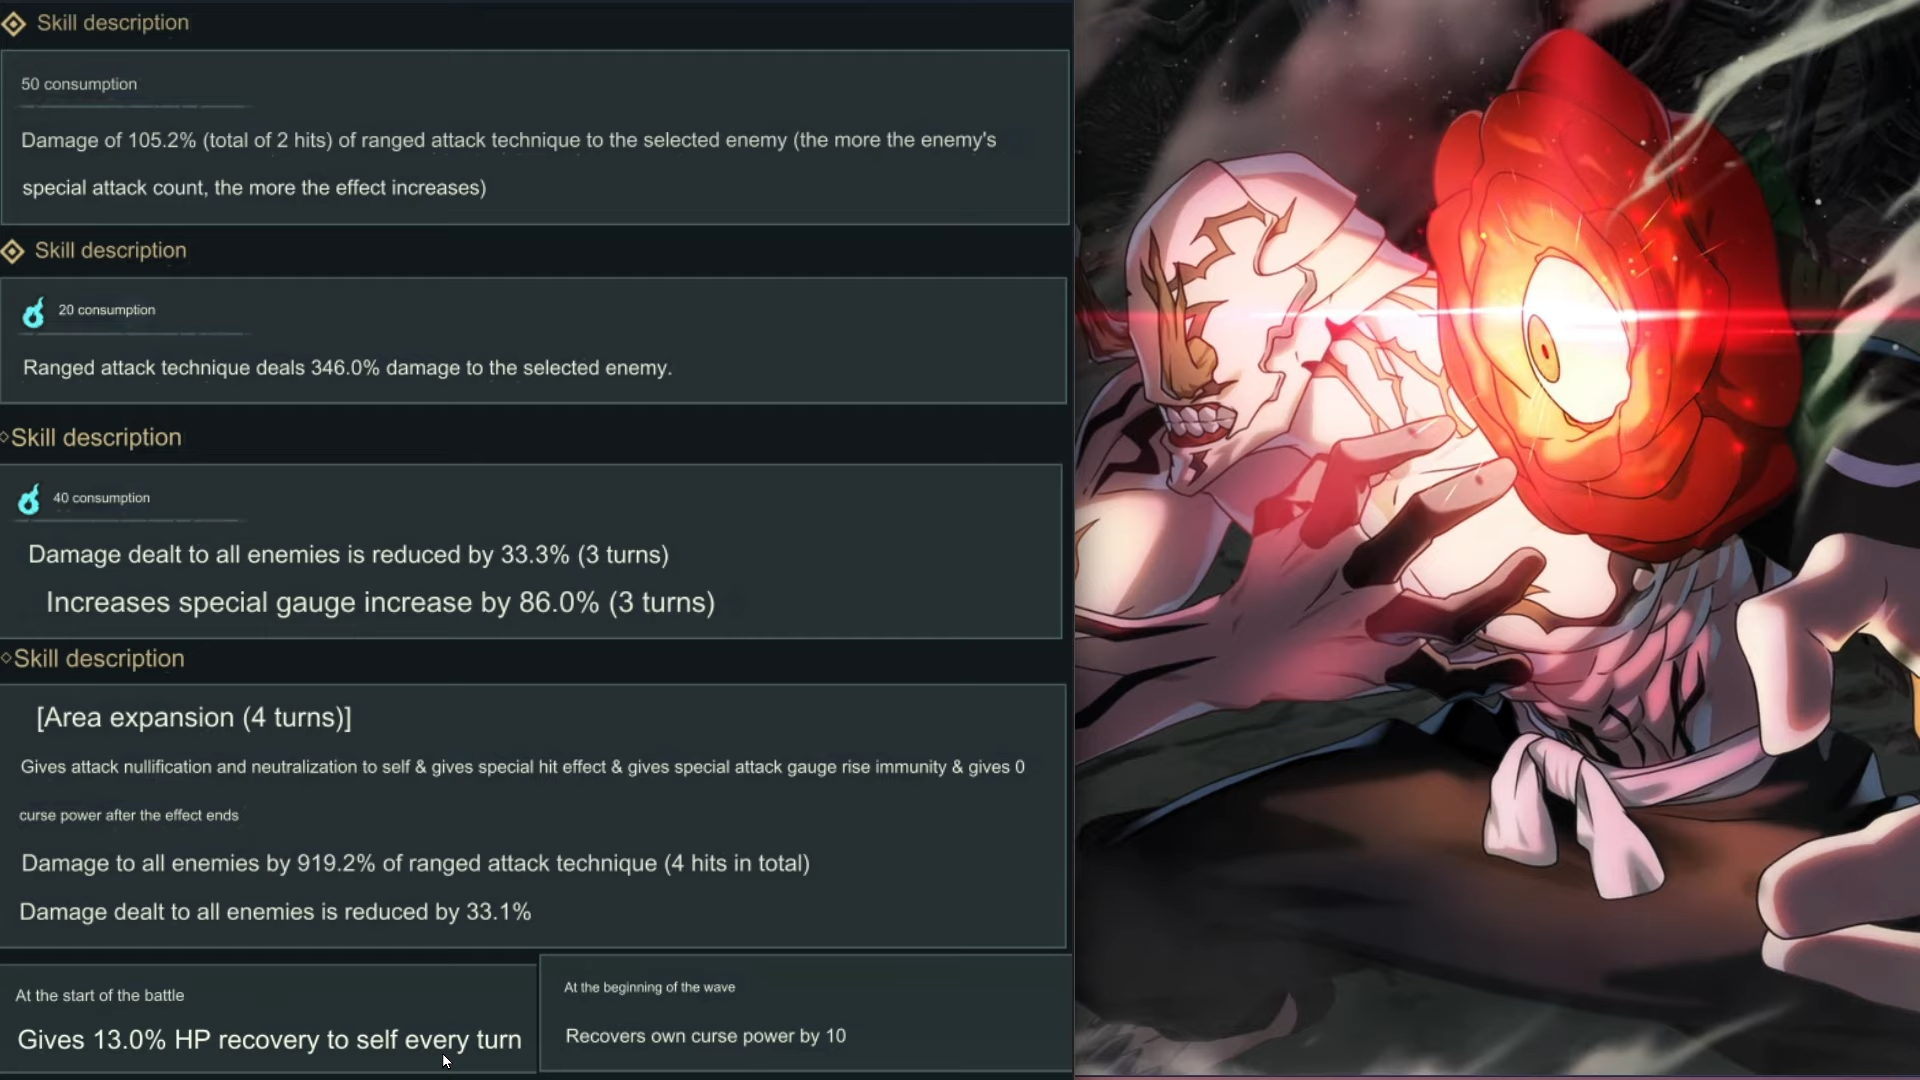 Skill description
50 consumption
Damage of 105.2% (total of 2 hits) of ranged attack technique to the selected enemy (the more the enemy's
special attack count, the more the effect increases)
Skill description
20 consumption
Ranged attack technique deals 346.0% damage to the selected enemy.
Skill description
40 consumption
Damage dealt to all enemies is reduced by 33.3% (3 turns)
Increases special gauge increase by 86.0% (3 turns)
Skill description
[Area expansion (4 turns)]
Gives attack nullification and neutralization to self & gives special hit effect & gives special attack gauge rise immunity & gives 0
curse power after the effect ends
Damage to all enemies by 919.2% of ranged attack technique (4 hits in total)
Damage dealt to all enemies is reduced by 33.1%
At the start of the battle
Gives 13.0% HP recovery to self every turn
At the beginning of the wave
Recovers own curse power by 10